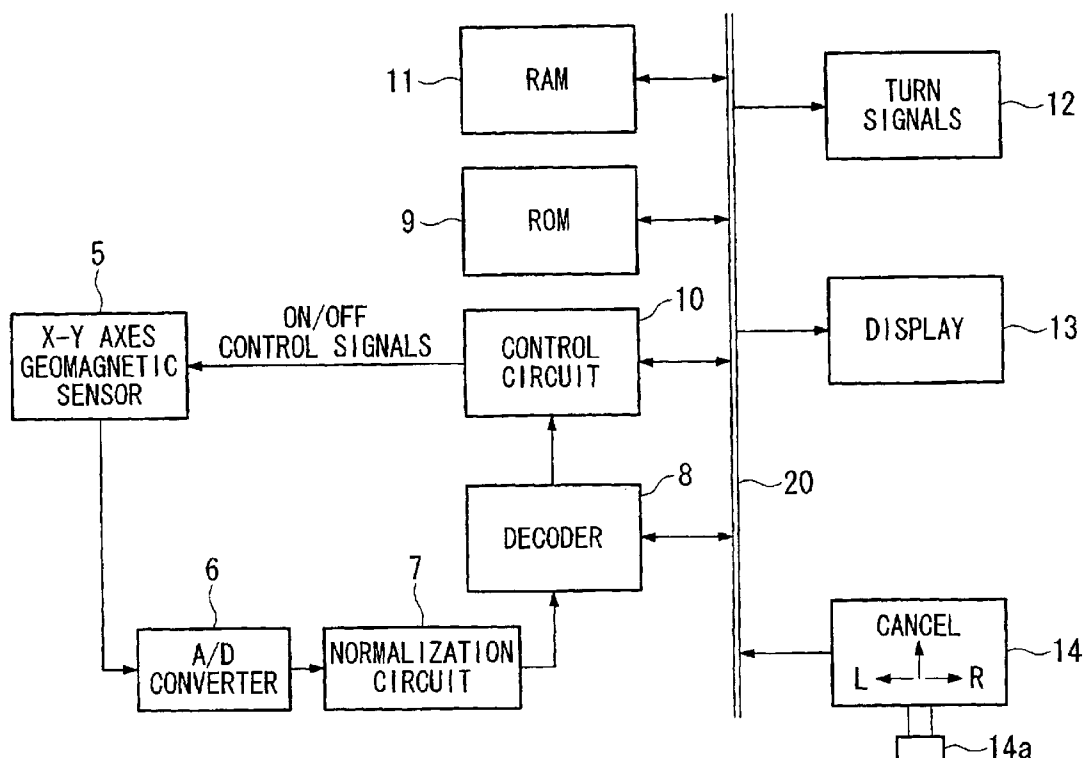 11
RAM
TURN
SIGNALS
12
9
ROM
5
X-Y AXES
GEOMAGNETIC
SENSOR
ON/OFF
CONTROL SIGNALS
10
CONTROL
CIRCUIT
DISPLAY
13
8
DECODER
20
6
A/D
CONVERTER
7
NORMALIZATION
CIRCUIT
CANCEL
L R
14
14a